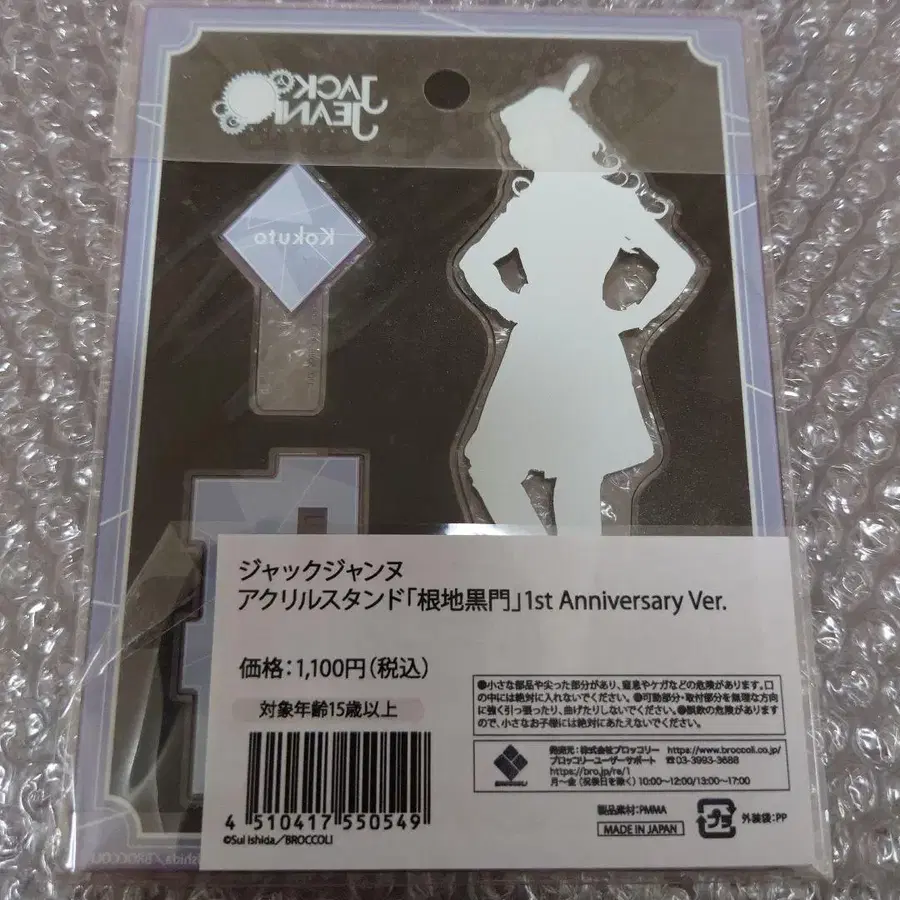 JACK
JEANNE
Kokuto
ジャックジャンヌ
アクリルスタンド「根地黒門」1st Anniversary Ver.
価格：1,100円（税込）
対象年齢15歳以上
●小さな部品や尖った部分があり、窒息やケガなどの危険があります。口
の中には絶対に入れないでください。●可動部分・取付部分を無理な方向
に強く引っ張ったり、曲げたりしないでください。●誤飲の危険があります
ので、小さなお子様には絶対にあたえないでください。
BROCCOLI
発売元：株式会社ブロッコリー https://www.broccoli.co.jp/
ブロッコリーユーザーサポート ☎03-3993-3688
https://bro.jp/rs/1
月～金（祝祭日を除く）10:00～12:00/13:00～17:00
製品素材：PMMA
MADE IN JAPAN
プラ
外装袋：PP
4 510417 550549
©Sui Ishida／BROCCOLI
Ishida／BROCCOLI